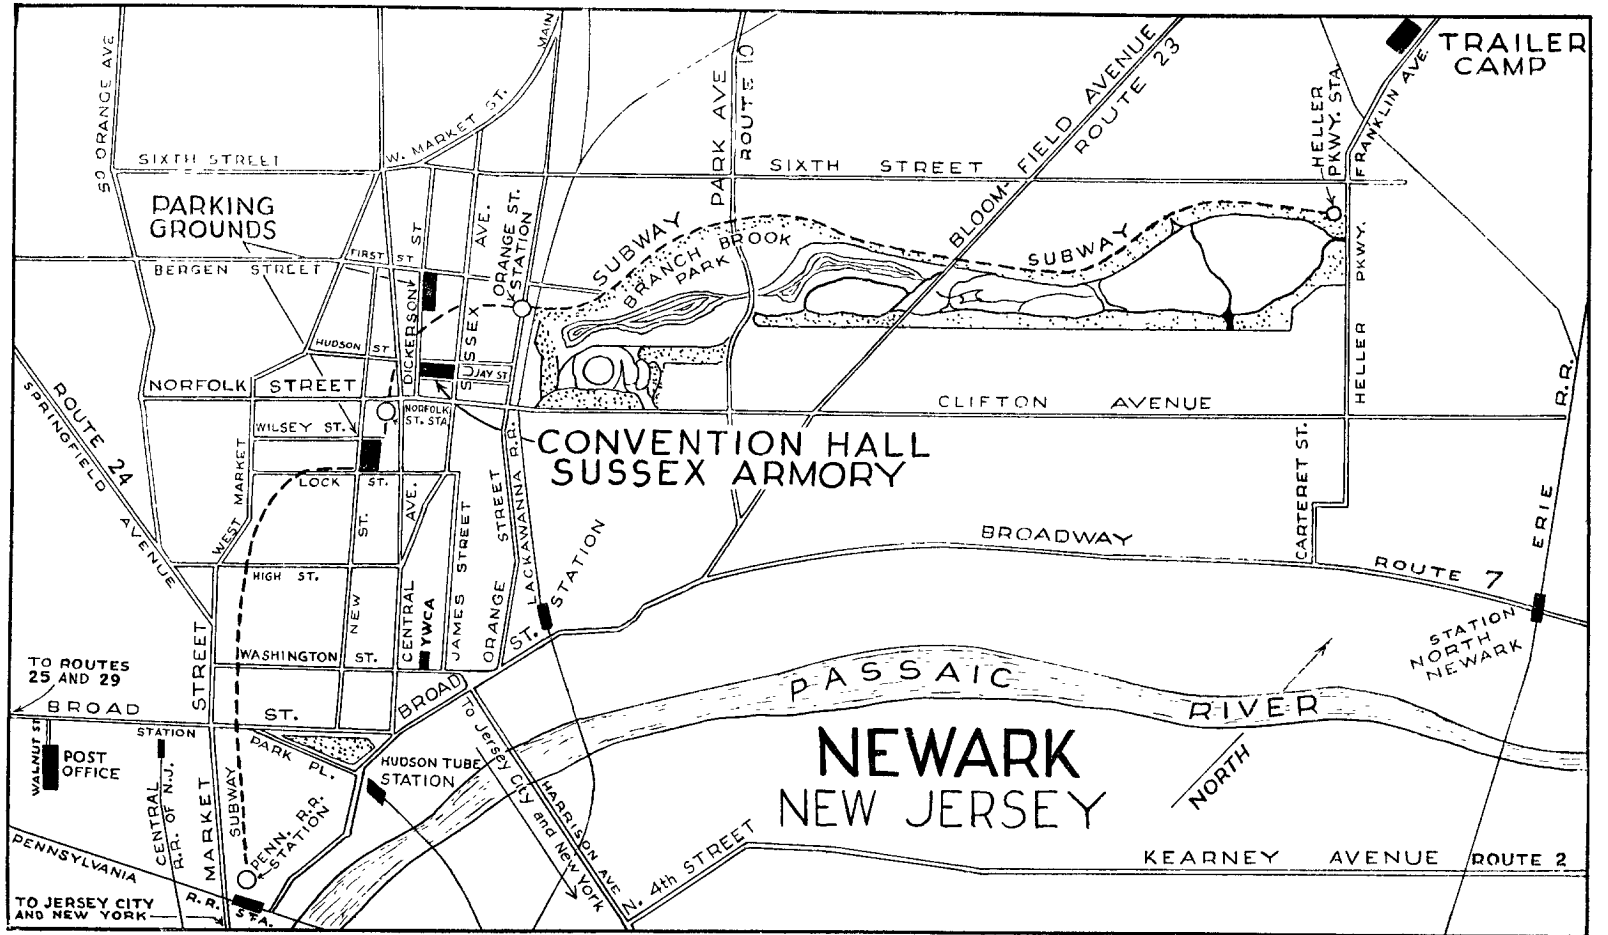 SO ORANGE AVE
MAIN
W. MARKET ST.
SIXTH STREET
PARK AVE
ROUTE 10
SIXTH STREET
BLOOM-FIELD AVENUE
ROUTE 23
HELLER
PKWY. STA.
FRANKLIN AVE.
TRAILER
CAMP
PARKING
GROUNDS
FIRST ST
BERGEN STREET
DICKERSON ST
SUSSEX AVE.
ORANGE ST.
STATION
SUBWAY
BRANCH BROOK
PARK
SUBWAY
HELLER PKWY.
HUDSON ST
JAY ST
NORFOLK STREET
NORFOLK
ST. STA
CLIFTON AVENUE
ROUTE 24
SPRINGFIELD AVENUE
WILSEY ST.
WEST MARKET
LOCK ST.
CONVENTION HALL
SUSSEX ARMORY
CARTERET ST.
ERIE R.R.
BROADWAY
ROUTE 7
HIGH ST.
NEW ST.
CENTRAL AVE.
YWCA
JAMES STREET
ORANGE STREET
LACKAWANNA R.R.
STATION
WASHINGTON ST.
STATION
NORTH
NEWARK
TO ROUTES
25 AND 29
BROAD ST.
BROAD ST.
PASSAIC RIVER
WALNUT ST
POST
OFFICE
STATION
CENTRAL
R.R. OF N.J.
MARKET STREET
SUBWAY
PARK PL.
HUDSON TUBE
STATION
To Jersey City and New York
HARRISON AVE
NEWARK
NEW JERSEY
NORTH
PENN. R.R.
STATION
PENNSYLVANIA R.R. STA.
TO JERSEY CITY
AND NEW YORK
N. 4th STREET
KEARNEY AVENUE ROUTE 2